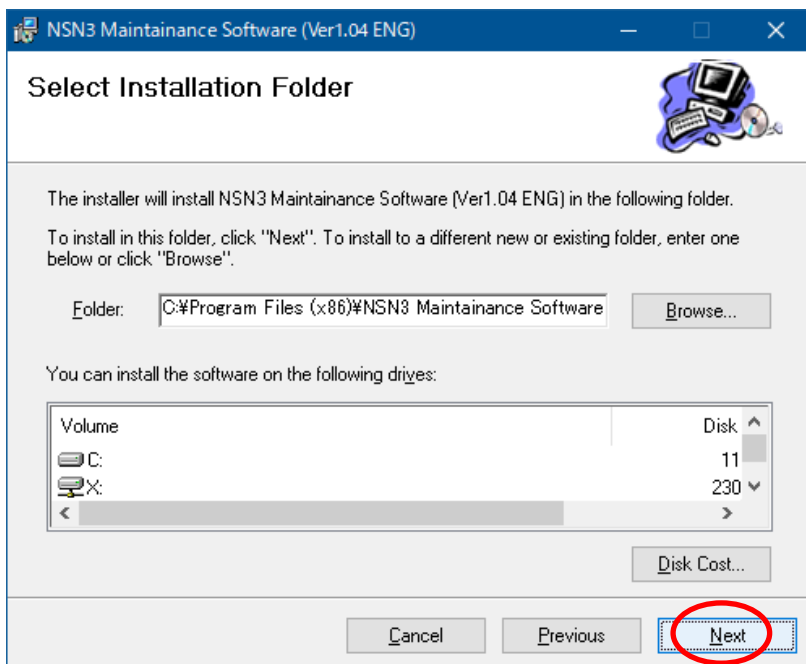 NSN3 Maintainance Software (Ver1.04 ENG)
Select Installation Folder
The installer will install NSN3 Maintainance Software (Ver1.04 ENG) in the following folder.
To install in this folder, click "Next". To install to a different new or existing folder, enter one
below or click "Browse".
Folder:
C:¥Program Files (x86)¥NSN3 Maintainance Software
Browse...
You can install the software on the following drives:
Volume Disk
C: 11
X: 230
Disk Cost...
Cancel Previous Next